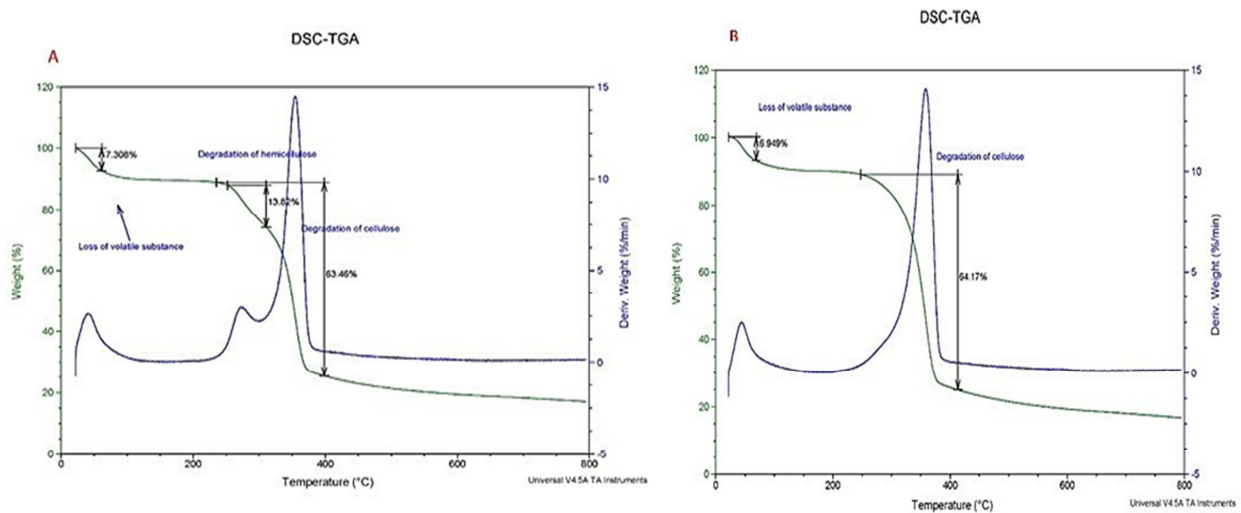 A
DSC-TGA
120
100
80
60
40
20
0
Weight (%)
15
10
5
0
-5
Deriv. Weight (%/min)
7.308%
Degradation of hemicellulose
13.82%
Degradation of cellulose
Loss of volatile substance
63.46%
0
200
400
600
800
Temperature (°C)
Universal V4.5A TA Instruments
B
DSC-TGA
120
100
80
60
40
20
0
Weight (%)
15
10
5
0
-5
Deriv. Weight (%/min)
Loss of volatile substance
6.949%
Degradation of cellulose
64.17%
0
200
400
600
800
Temperature (°C)
Universal V4.5A TA Instruments